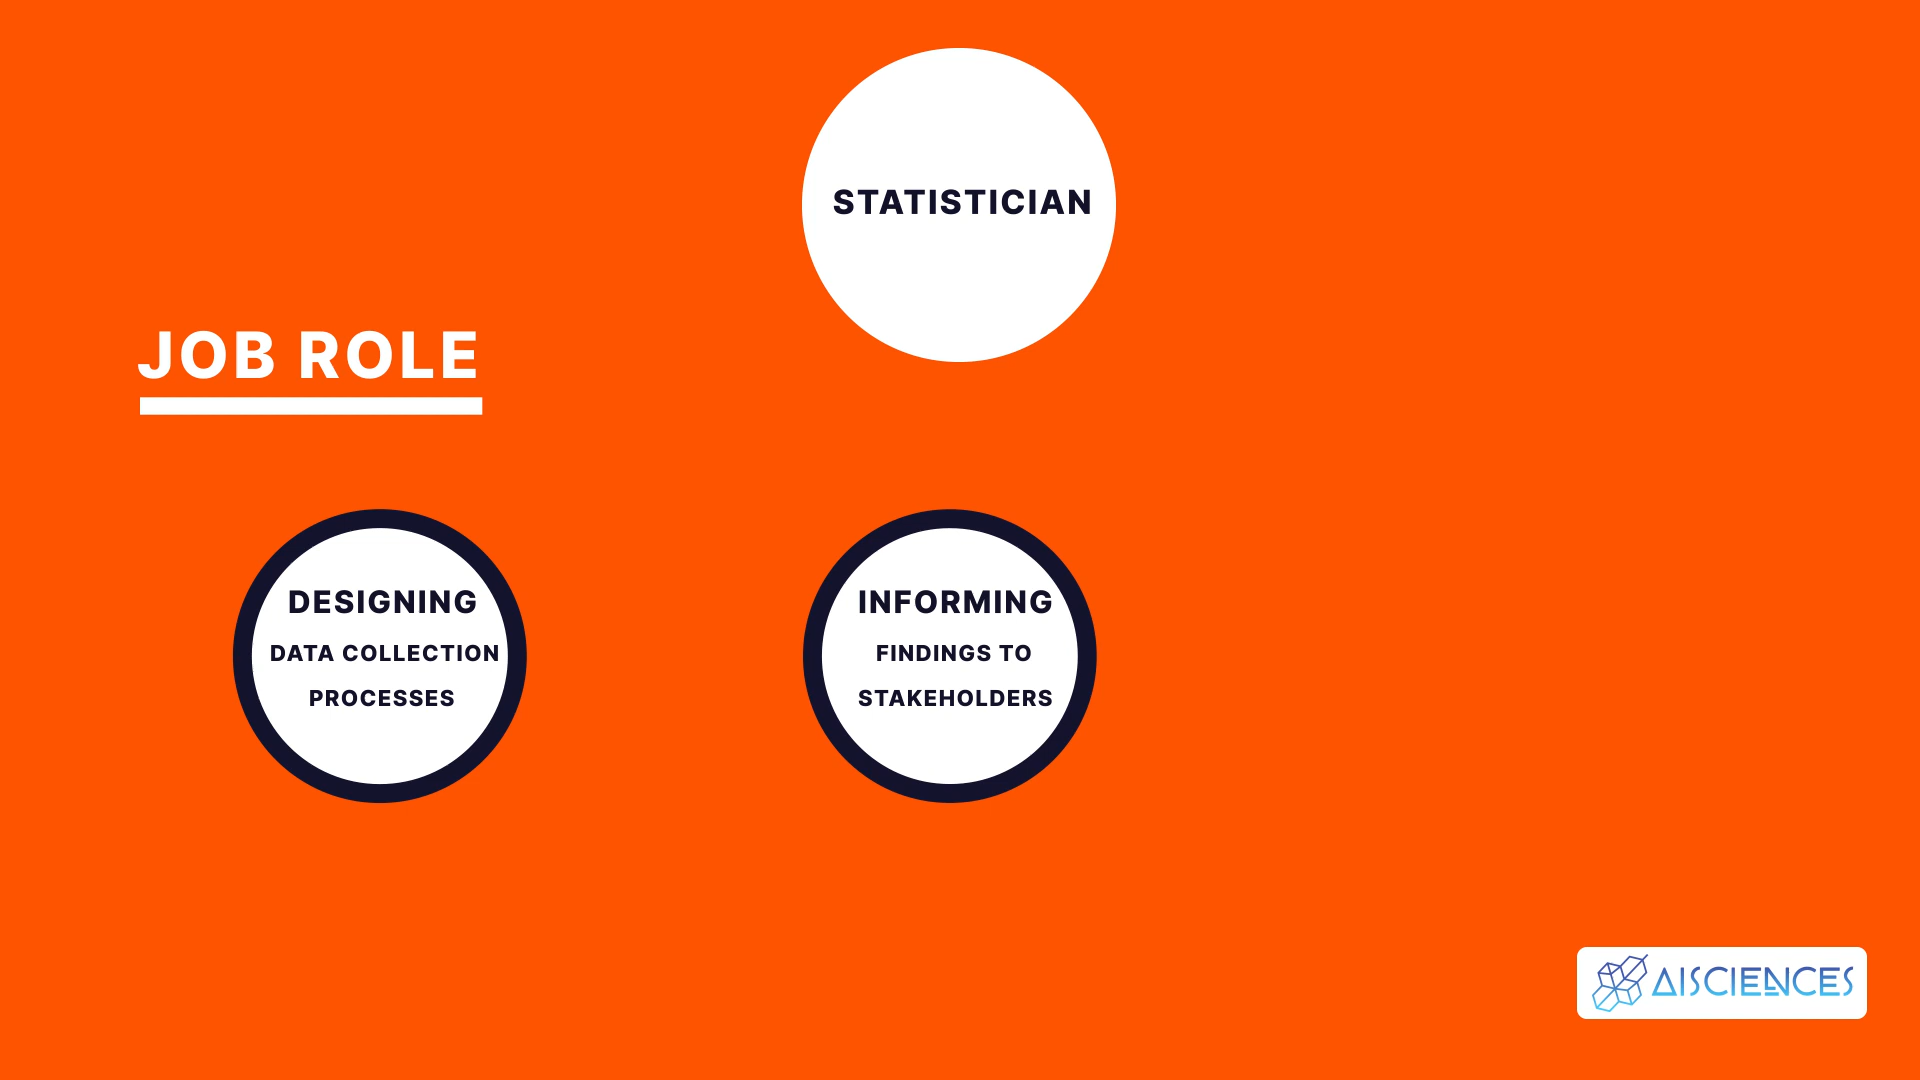 STATISTICIAN
JOB ROLE
DESIGNING
DATA COLLECTION
PROCESSES
INFORMING
FINDINGS TO
STAKEHOLDERS
AISCIENCES